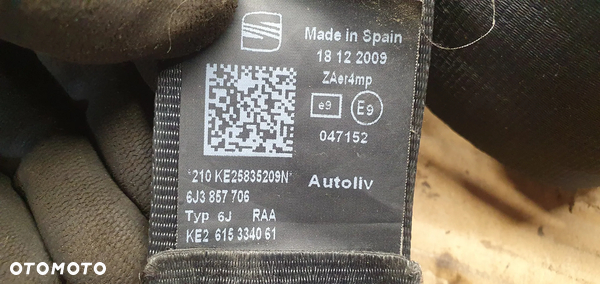 Made in Spain
18 12 2009
ZAer4mp
e9 E9
047152
*210 KE25835209N*
Autoliv
6J3 857 706
Typ 6J RAA
KE2 615 3340 61
OTOMOTO